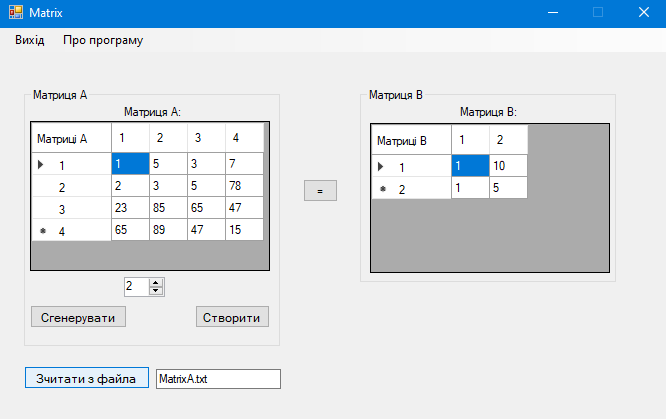 Matrix
Вихід Про програму
Матриця A
Матриця A:
Матриці A 1 2 3 4
1 1 5 3 7
2 2 3 5 78
3 23 85 65 47
4 65 89 47 15
2
Сгенерувати Створити
=
Матриця B
Матриця B:
Матриці B 1 2
1 1 10
2 1 5
Зчитати з файла MatrixA.txt